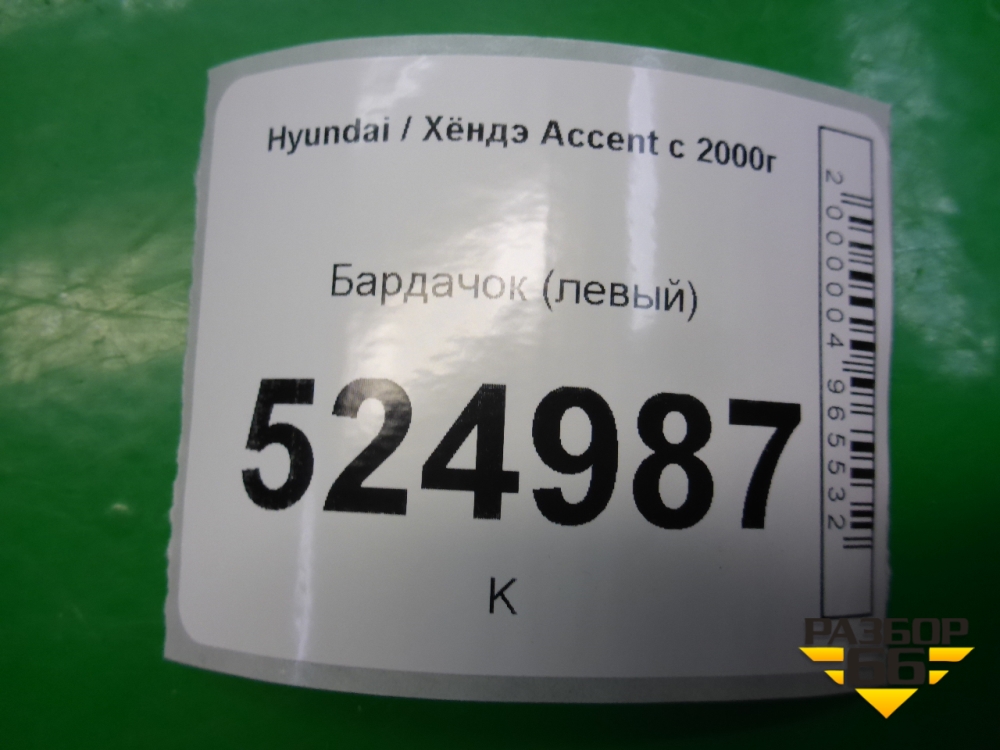 Hyundai / Хёндэ Accent с 2000г
Бардачок (левый)
524987
К
2000004965532
РАЗБОР
66